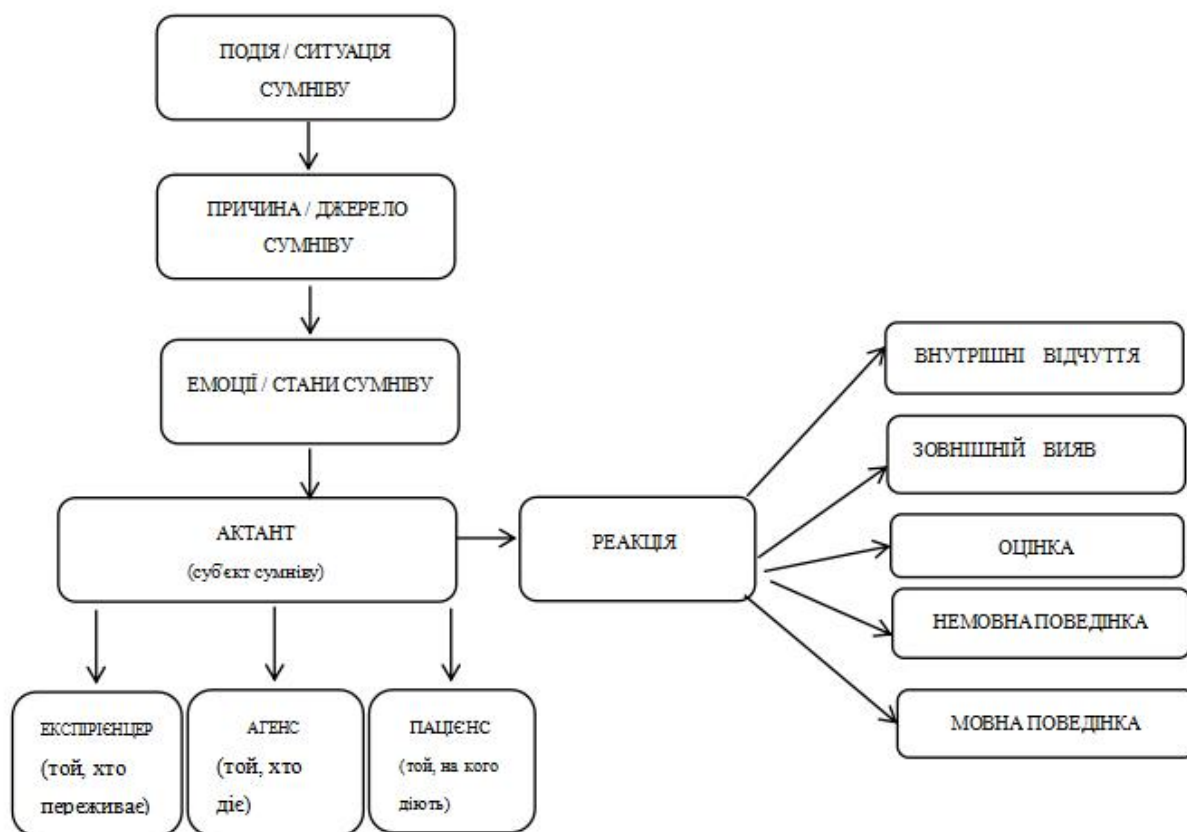 ПОДІЯ / СИТУАЦІЯ
СУМНІВУ
ПРИЧИНА / ДЖЕРЕЛО
СУМНІВУ
ЕМОЦІЇ / СТАНИ СУМНІВУ
АКТАНТ
(суб'єкт сумніву)
ЕКСПІРІЄНЦЕР
(той, хто
переживає)
АГЕНС
(той, хто
діє)
ПАЦІЄНС
(той, на кого
діють)
РЕАКЦІЯ
ВНУТРІШНІ ВІДЧУТТЯ
ЗОВНІШНІЙ ВИЯВ
ОЦІНКА
НЕМОВНА ПОВЕДІНКА
МОВНА ПОВЕДІНКА